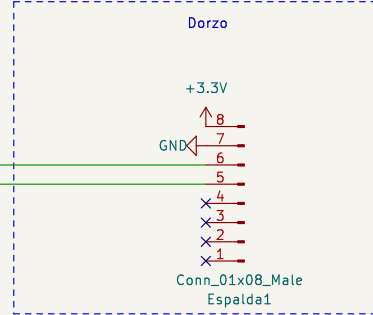 Dorzo
+3.3V
8
GND 7
6
5
4
3
2
1
Conn_01x08_Male
Espalda1